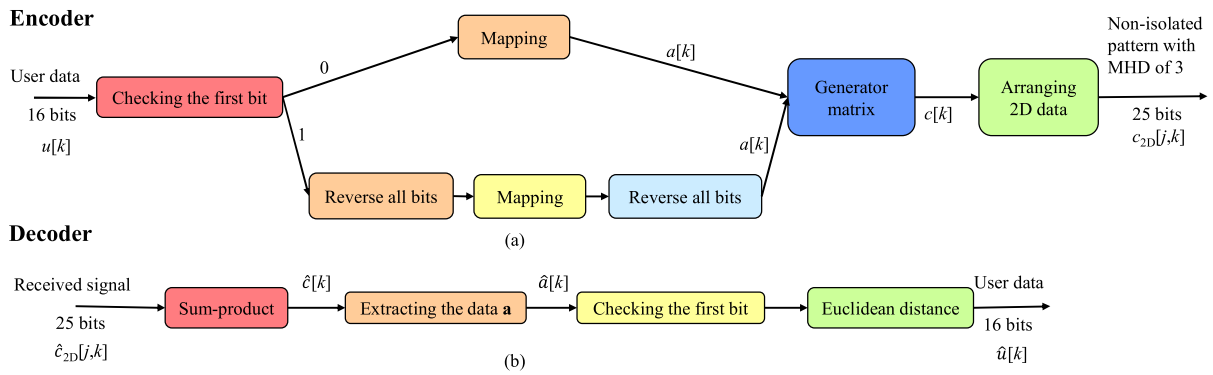 Encoder
User data
16 bits
u[k]
Checking the first bit
0
1
Mapping
a[k]
Reverse all bits
Mapping
Reverse all bits
a[k]
Generator
matrix
c[k]
Arranging
2D data
Non-isolated
pattern with
MHD of 3
25 bits
c₂D[j,k]
(a)
Decoder
Received signal
25 bits
ĉ₂D[j,k]
Sum-product
ĉ[k]
Extracting the data a
â[k]
Checking the first bit
Euclidean distance
User data
16 bits
û[k]
(b)